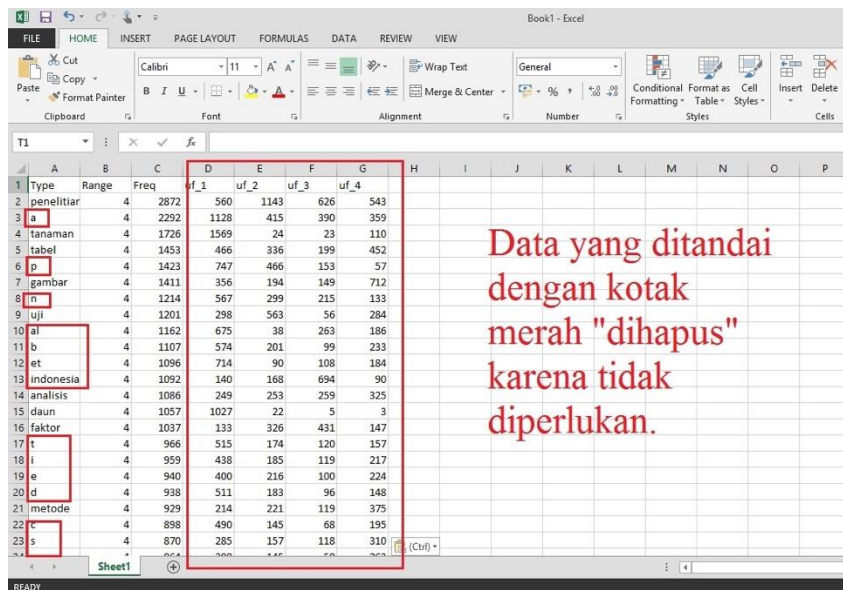 Book1 - Excel
FILE HOME INSERT PAGE LAYOUT FORMULAS DATA REVIEW VIEW
Cut
Copy
Format Painter
Paste
Calibri 11
B I U
Wrap Text
Merge & Center
General
% ,
Conditional Formatting
Format as Table
Cell Styles
Insert
Delete
Clipboard Font Alignment Number Styles Cells
T1 fx
A B C D E F G H I J K L M N O P
1 Type Range Freq uf_1 uf_2 uf_3 uf_4
2 penelitiar 4 2872 560 1143 626 543
3 a 4 2292 1128 415 390 359
4 tanaman 4 1726 1569 24 23 110
5 tabel 4 1453 466 336 199 452
6 p 4 1423 747 466 153 57
7 gambar 4 1411 356 194 149 712
8 n 4 1214 567 299 215 133
9 uji 4 1201 298 563 56 284
10 al 4 1162 675 38 263 186
11 b 4 1107 574 201 99 233
12 et 4 1096 714 90 108 184
13 indonesia 4 1092 140 168 694 90
14 analisis 4 1086 249 253 259 325
15 daun 4 1057 1027 22 5 3
16 faktor 4 1037 133 326 431 147
17 t 4 966 515 174 120 157
18 i 4 959 438 185 119 217
19 e 4 940 400 216 100 224
20 d 4 938 511 183 96 148
21 metode 4 929 214 221 119 375
22 c 4 898 490 145 68 195
23 s 4 870 285 157 118 310
(Ctrl)
Data yang ditandai
dengan kotak
merah "dihapus"
karena tidak
diperlukan.
Sheet1
READY